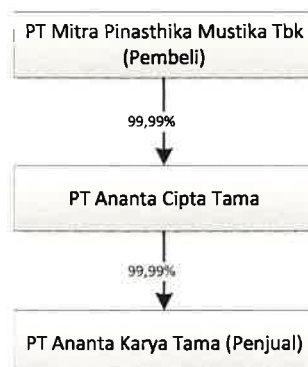 PT Mitra Pinasthika Mustika Tbk
(Pembeli)
99,99%
PT Ananta Cipta Tama
99,99%
PT Ananta Karya Tama (Penjual)